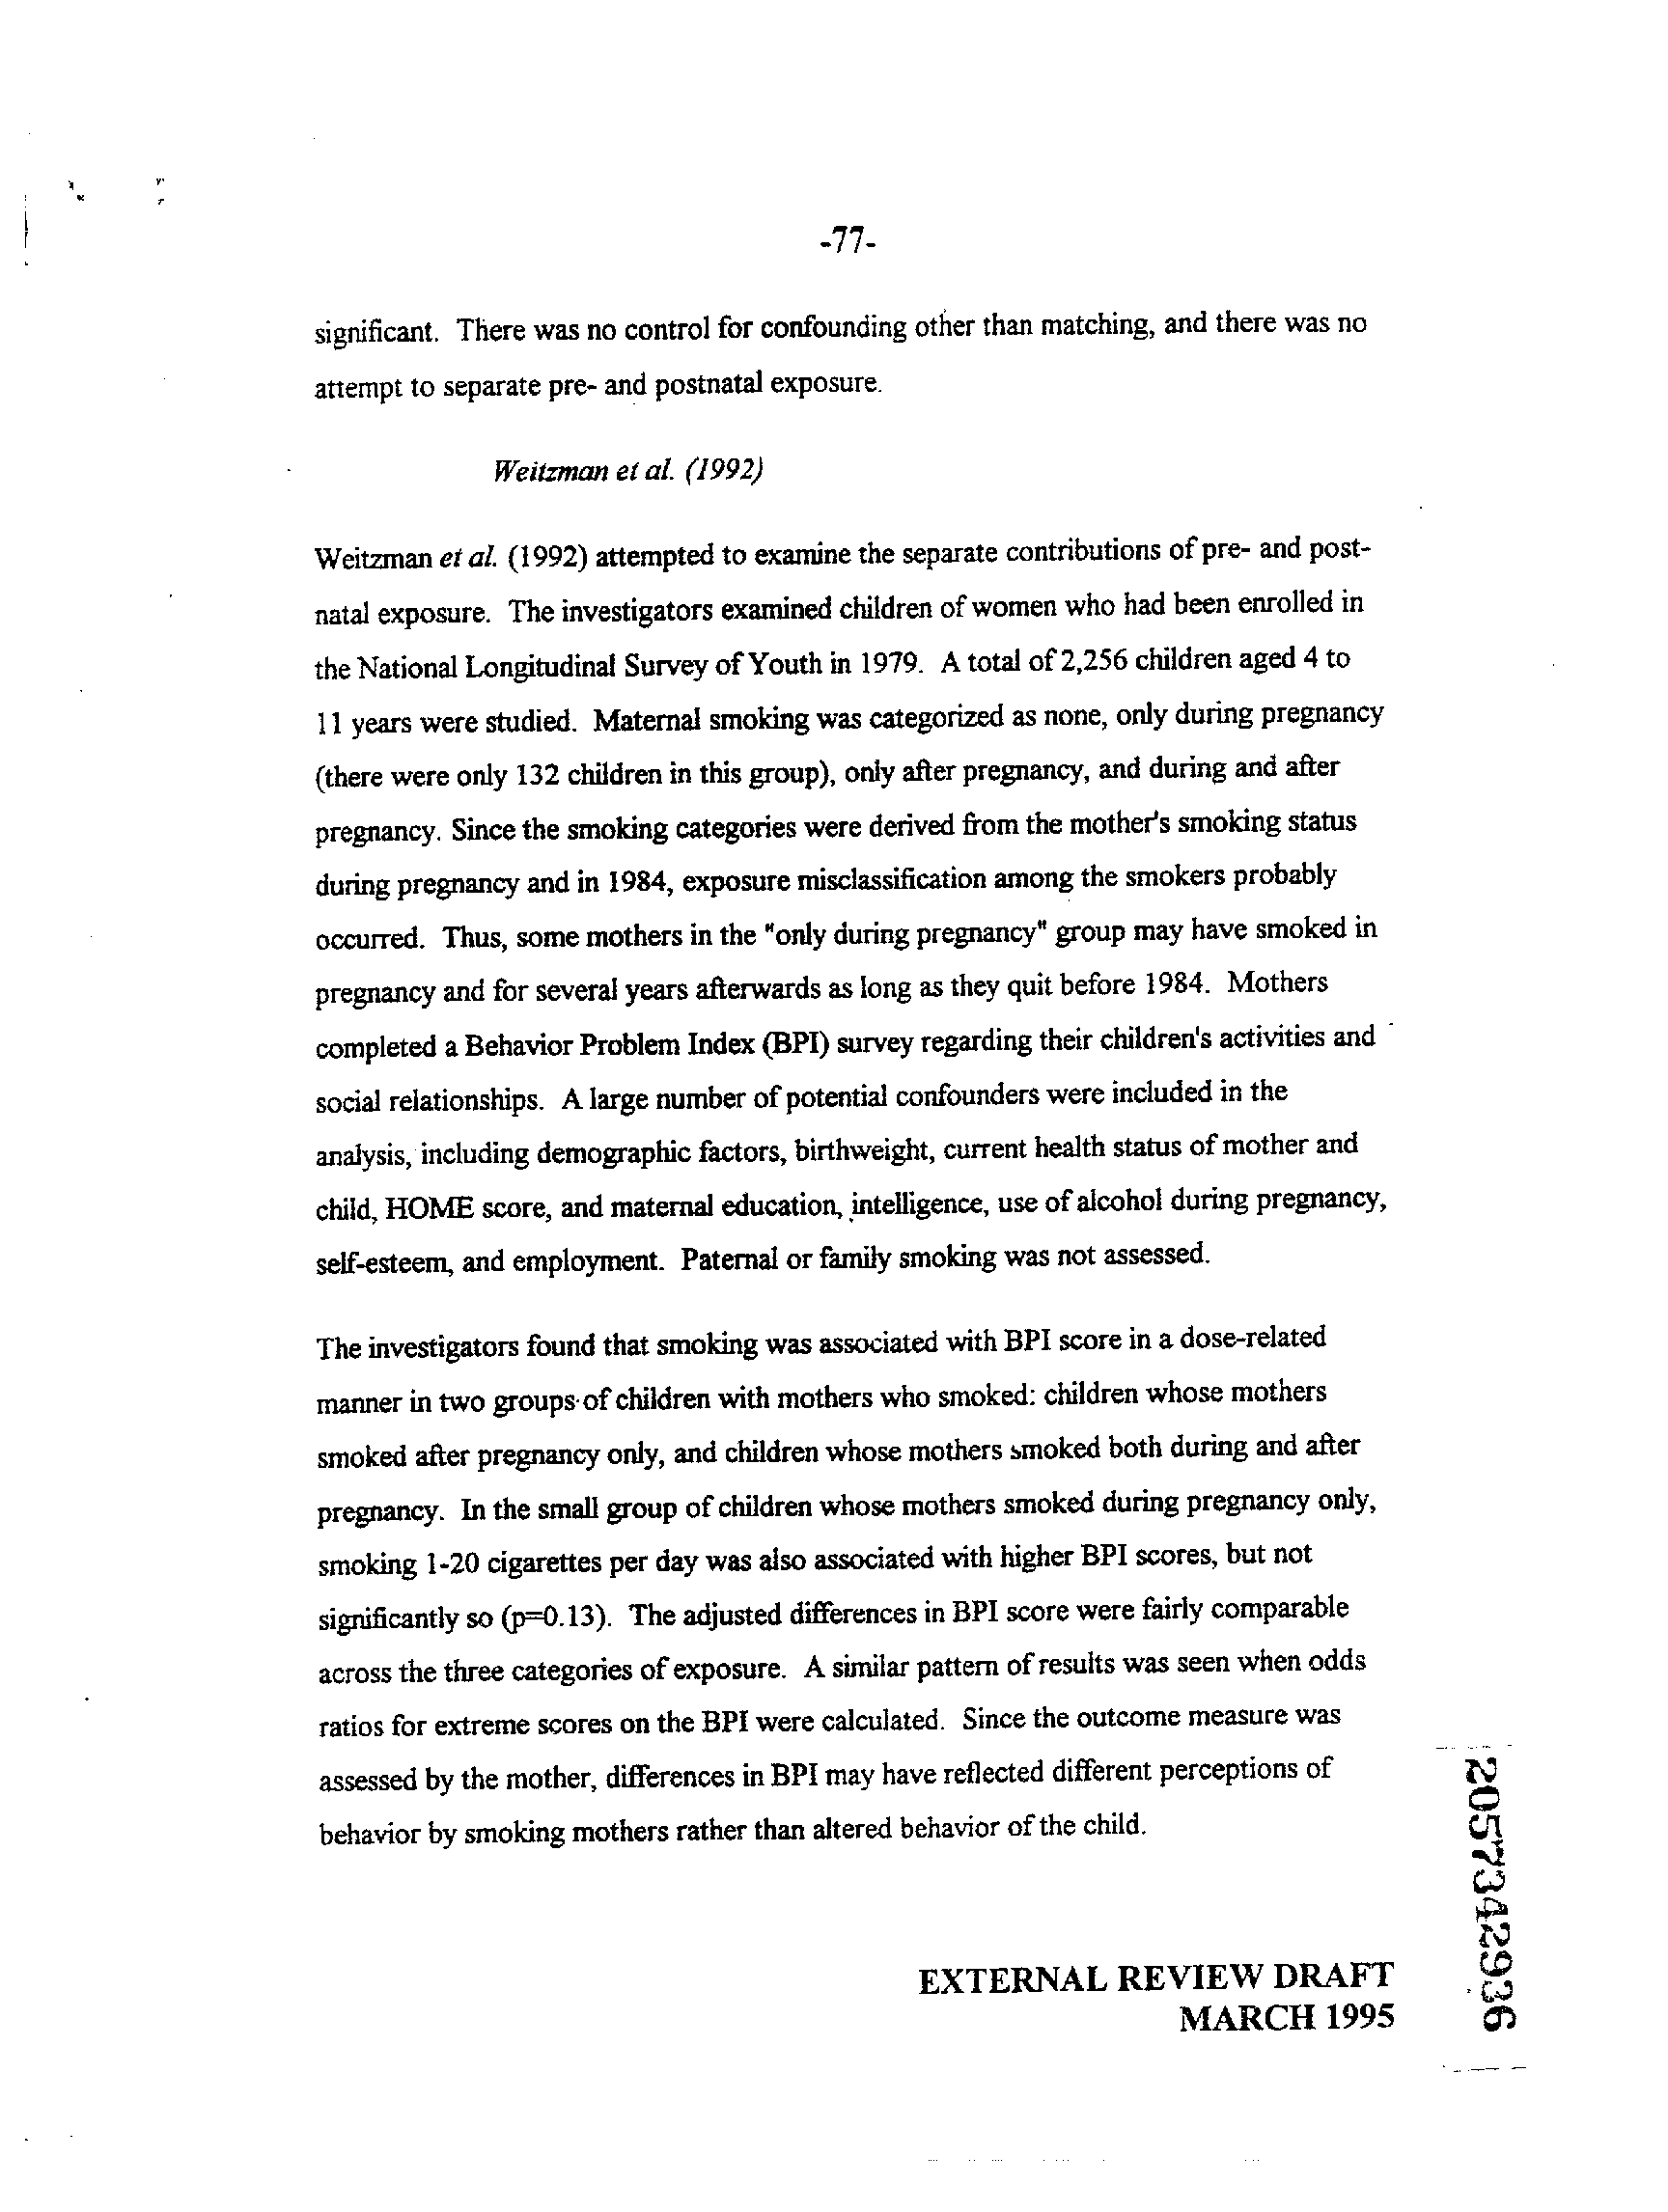 -77-
significant. There was no control for confounding other than matching, and there was no
attempt to separate pre- and postnatal exposure.
Weitzman et al. (1992)
Weitzman et al. (1992) attempted to examine the separate contributions of pre- and post-
natal exposure. The investigators examined children of women who had been enrolled in
the National Longitudinal Survey of Youth in 1979. A total of 2,256 children aged 4 to
11 years were studied. Maternal smoking was categorized as none, only during pregnancy
(there were only 132 children in this group), only after pregnancy, and during and after
pregnancy. Since the smoking categories were derived from the mother's smoking status
during pregnancy and in 1984, exposure misclassification among the smokers probably
occurred. Thus, some mothers in the "only during pregnancy" group may have smoked in
pregnancy and for several years afterwards as long as they quit before 1984. Mothers
completed a Behavior Problem Index (BPI) survey regarding their children's activities and
social relationships. A large number of potential confounders were included in the
analysis, including demographic factors, birthweight, current health status of mother and
child, HOME score, and maternal education, intelligence, use of alcohol during pregnancy,
self-esteem, and employment. Paternal or family smoking was not assessed.
The investigators found that smoking was associated with BPI score in a dose-related
manner in two groups of children with mothers who smoked: children whose mothers
smoked after pregnancy only, and children whose mothers smoked both during and after
pregnancy. In the small group of children whose mothers smoked during pregnancy only,
smoking 1-20 cigarettes per day was also associated with higher BPI scores, but not
significantly so (p=0.13). The adjusted differences in BPI score were fairly comparable
across the three categories of exposure. A similar pattern of results was seen when odds
ratios for extreme scores on the BPI were calculated. Since the outcome measure was
assessed by the mother, differences in BPI may have reflected different perceptions of
behavior by smoking mothers rather than altered behavior of the child.
EXTERNAL REVIEW DRAFT
MARCH 1995
2057342936